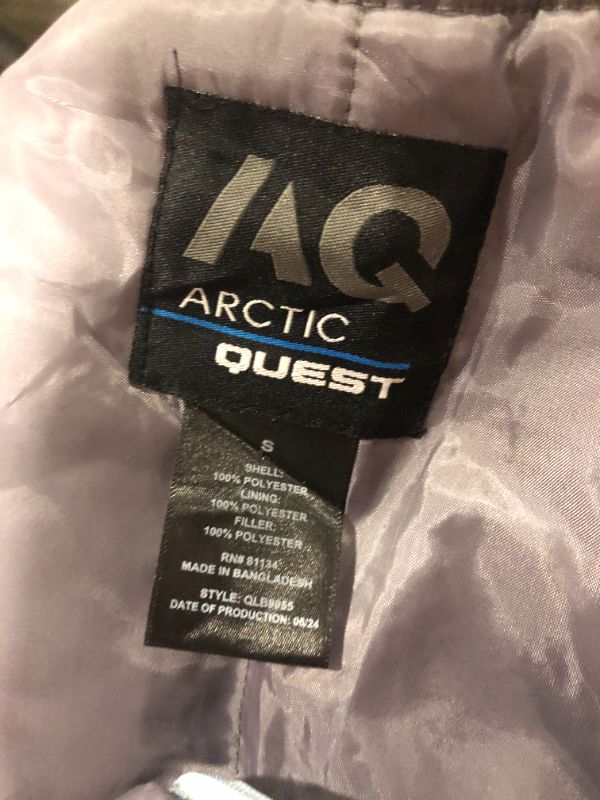 AQ
ARCTIC
QUEST
S
SHELL:
100% POLYESTER
LINING:
100% POLYESTER
FILLER:
100% POLYESTER
RN# 81134
MADE IN BANGLADESH
STYLE: QLB9055
DATE OF PRODUCTION: 06/24